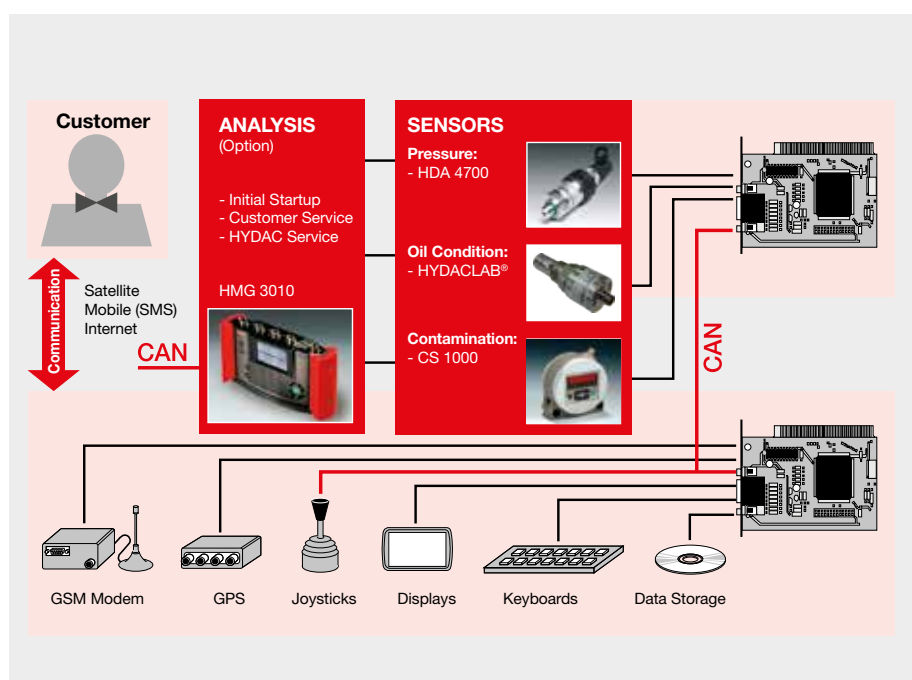 Customer
Communication
Satellite
Mobile (SMS)
Internet
CAN
ANALYSIS
(Option)
- Initial Startup
- Customer Service
- HYDAC Service
HMG 3010
SENSORS
Pressure:
- HDA 4700
Oil Condition:
- HYDACLAB®
Contamination:
- CS 1000
CAN
GSM Modem
GPS
Joysticks
Displays
Keyboards
Data Storage